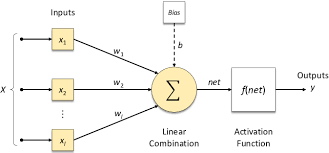 Inputs
Bias
x1
w1
b
X
x2
w2
∑
net
f(net)
Outputs
y
⋮
xi
wi
Linear
Combination
Activation
Function